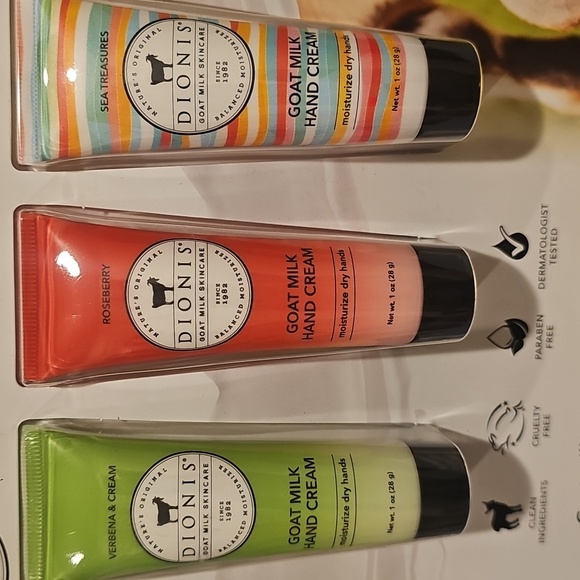 VERBENA & CREAM
NATURE'S ORIGINAL
DIONIS®
GOAT MILK SKINCARE
SINCE
1982
BALANCED MOISTURIZER
GOAT MILK
HAND CREAM
moisturize dry hands
Net wt. 1 oz (28 g)
ROSEBERRY
NATURE'S ORIGINAL
DIONIS®
GOAT MILK SKINCARE
SINCE
1982
BALANCED MOISTURIZER
GOAT MILK
HAND CREAM
moisturize dry hands
Net wt. 1 oz (28 g)
SEA TREASURES
NATURE'S ORIGINAL
DIONIS®
GOAT MILK SKINCARE
SINCE
1982
BALANCED MOISTURIZER
GOAT MILK
HAND CREAM
moisturize dry hands
Net wt. 1 oz (28 g)
CLEAN
INGREDIENTS
CRUELTY
FREE
PARABEN
FREE
DERMATOLOGIST
TESTED